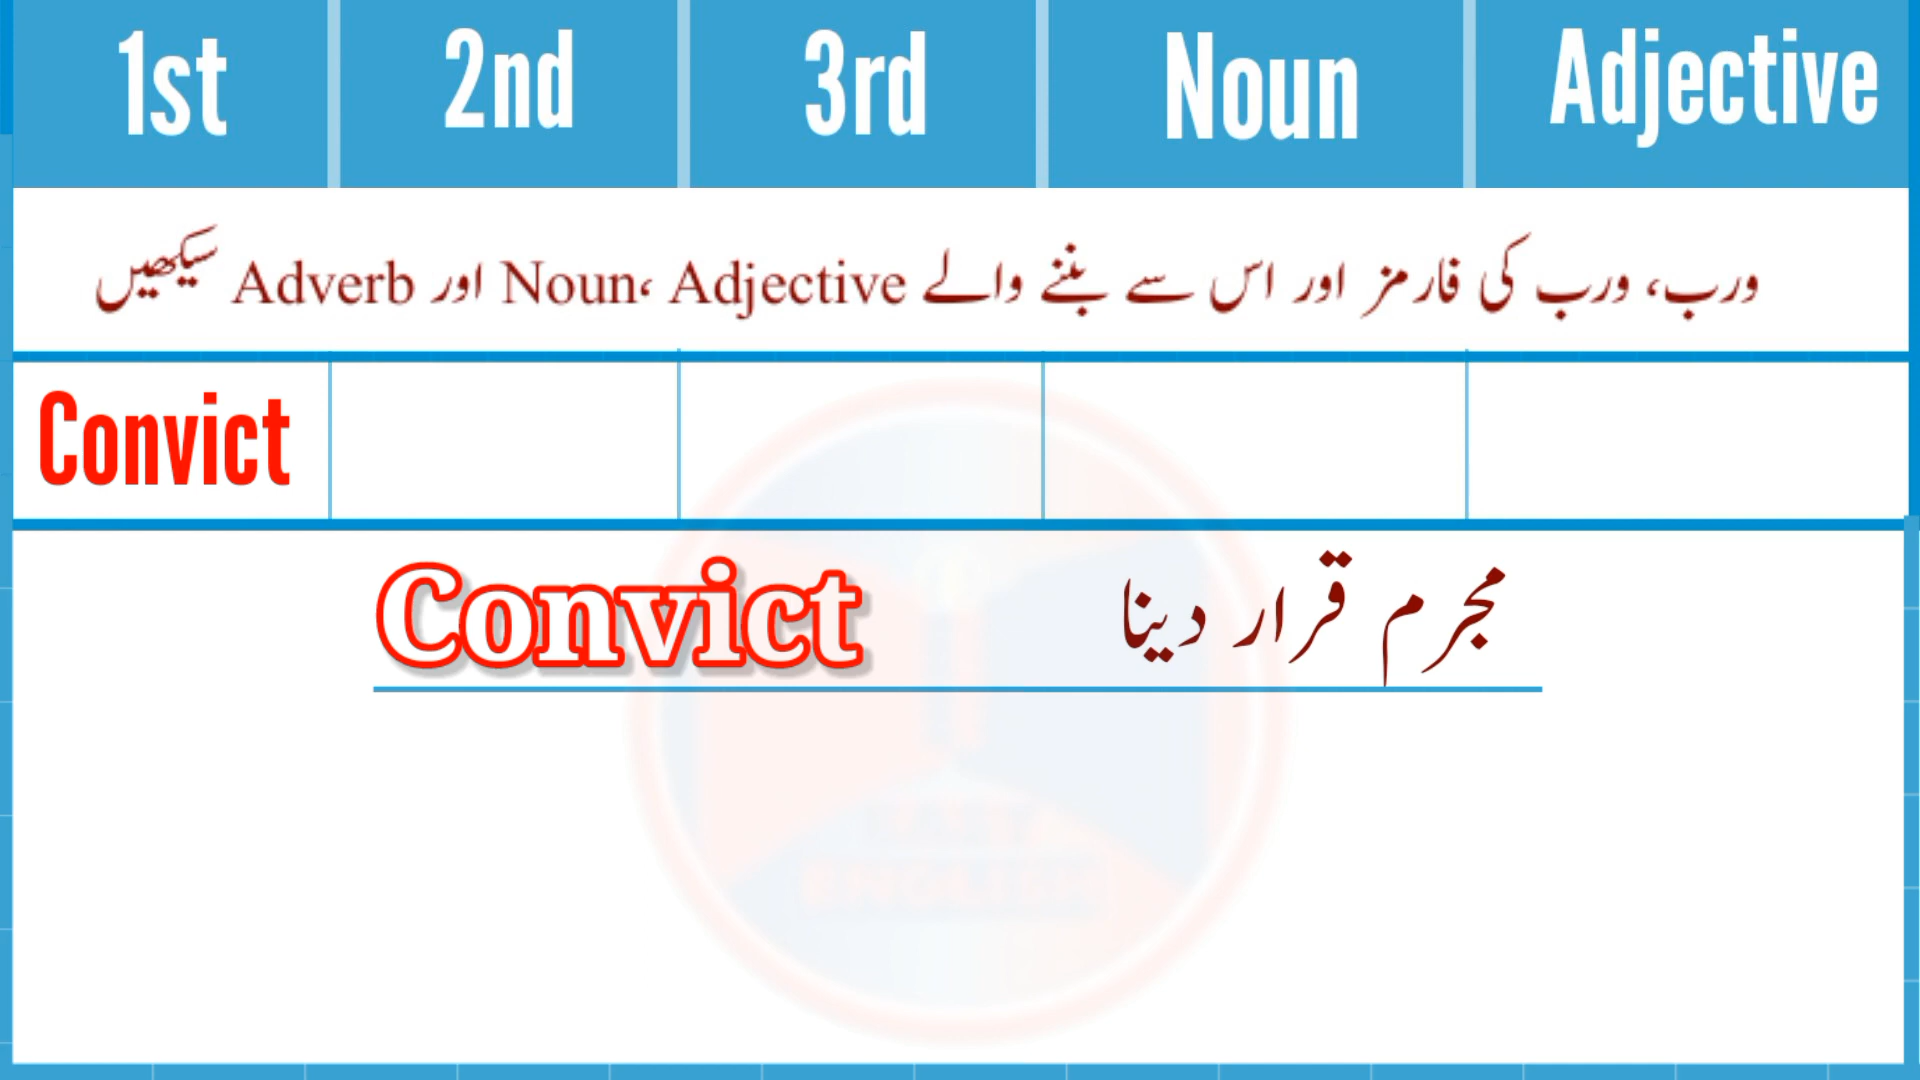 1st 2nd 3rd Noun Adjective
ورب، ورب کی فارمز اور اس سے بننے والے Noun، Adjective اور Adverb سیکھیں
Convict
Convict مجرم قرار دینا